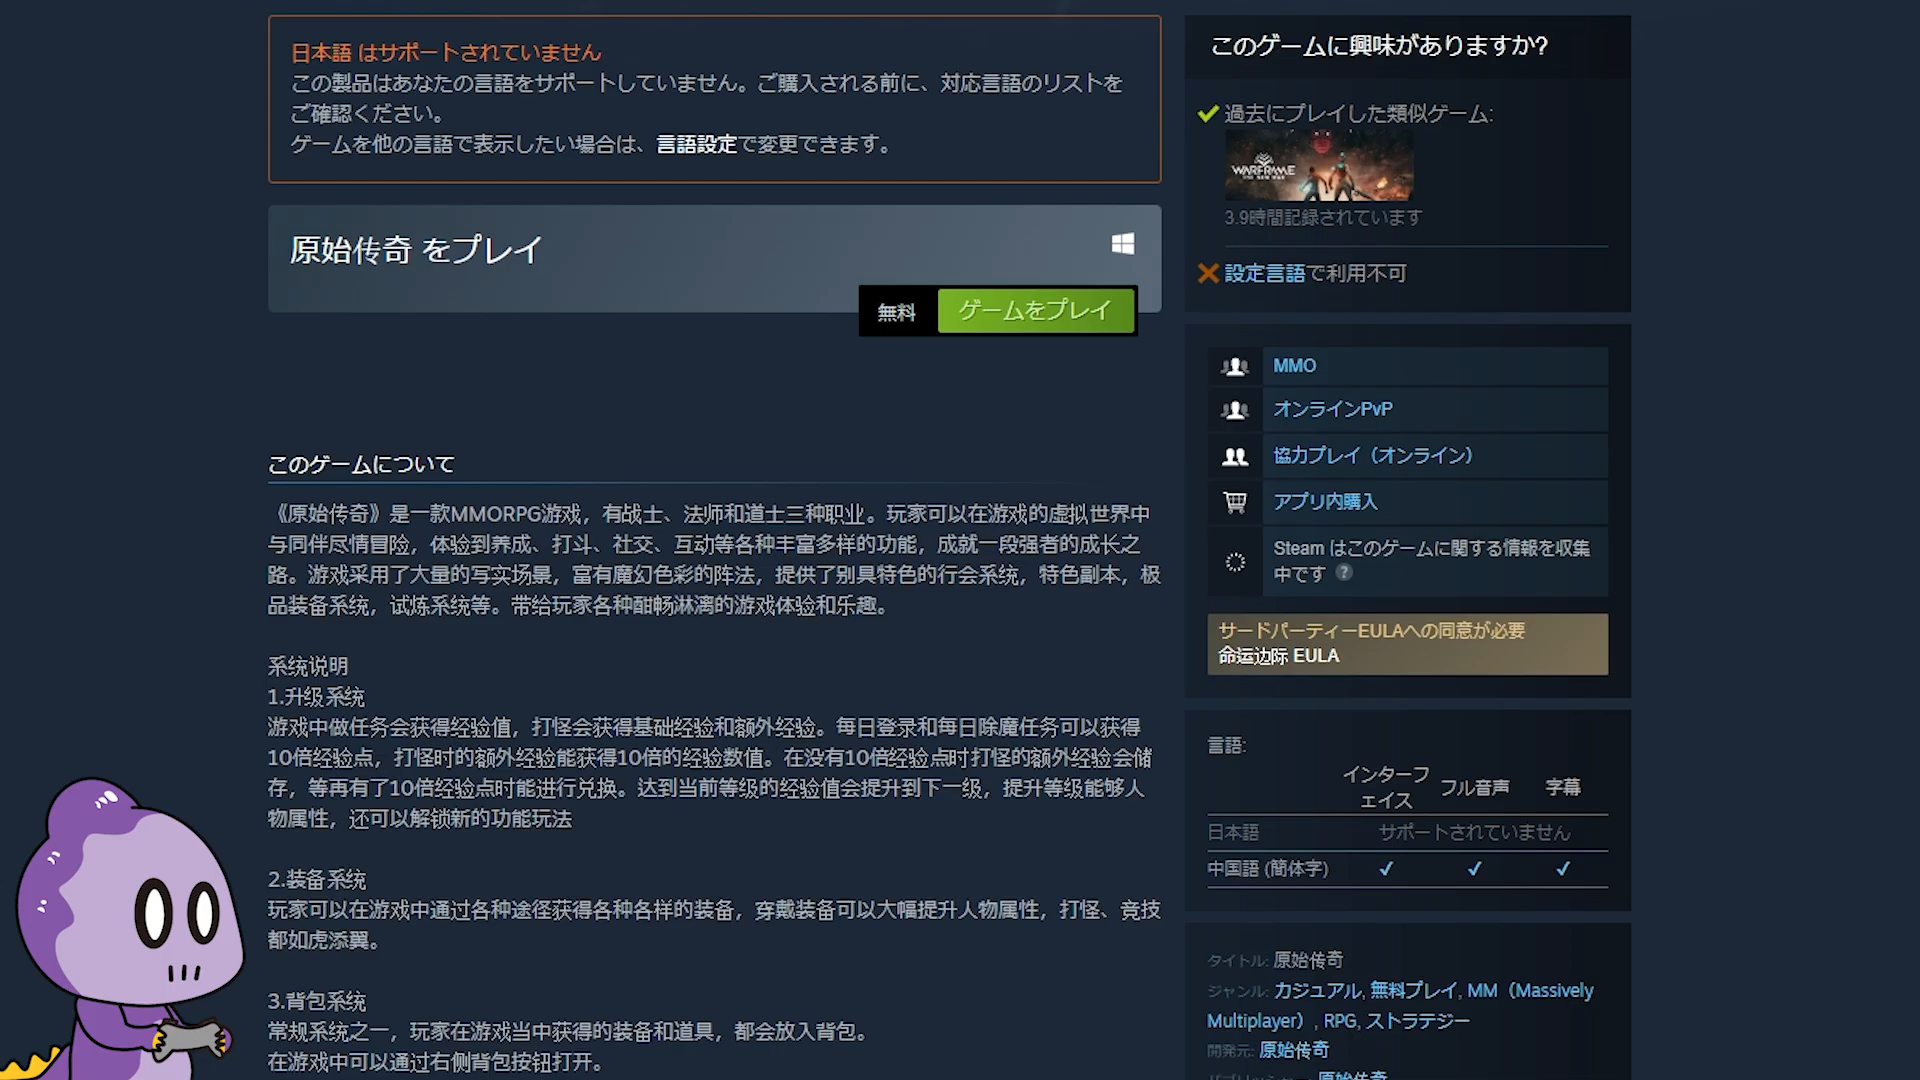 日本語 はサポートされていません
この製品はあなたの言語をサポートしていません。ご購入される前に、対応言語のリストを
ご確認ください。
ゲームを他の言語で表示したい場合は、言語設定で変更できます。
原始传奇 をプレイ
無料
ゲームをプレイ
このゲームについて
《原始传奇》是一款MMORPG游戏，有战士、法师和道士三种职业。玩家可以在游戏的虚拟世界中
与同伴尽情冒险，体验到养成、打斗、社交、互动等各种丰富多样的功能，成就一段强者的成长之
路。游戏采用了大量的写实场景，富有魔幻色彩的阵法，提供了别具特色的行会系统，特色副本，极
品装备系统，试炼系统等。带给玩家各种酣畅淋漓的游戏体验和乐趣。
系统说明
1.升级系统
游戏中做任务会获得经验值，打怪会获得基础经验和额外经验。每日登录和每日除魔任务可以获得
10倍经验点，打怪时的额外经验能获得10倍的经验数值。在没有10倍经验点时打怪的额外经验会储
存，等再有了10倍经验点时能进行兑换。达到当前等级的经验值会提升到下一级，提升等级能够人
物属性，还可以解锁新的功能玩法
2.装备系统
玩家可以在游戏中通过各种途径获得各种各样的装备，穿戴装备可以大幅提升人物属性，打怪、竞技
都如虎添翼。
3.背包系统
常规系统之一，玩家在游戏当中获得的装备和道具，都会放入背包。
在游戏中可以通过右侧背包按钮打开。
このゲームに興味がありますか?
過去にプレイした類似ゲーム:
WARFRAME
3.9時間記録されています
設定言語で利用不可
MMO
オンラインPvP
協力プレイ（オンライン）
アプリ内購入
Steam はこのゲームに関する情報を収集
中です ?
サードパーティーEULAへの同意が必要
命运边际 EULA
言語:
インターフ
ェイス
フル音声
字幕
日本語 サポートされていません
中国語 (簡体字) ✓ ✓ ✓
タイトル: 原始传奇
ジャンル: カジュアル, 無料プレイ, MM（Massively
Multiplayer）, RPG, ストラテジー
開発元: 原始传奇
原始传奇